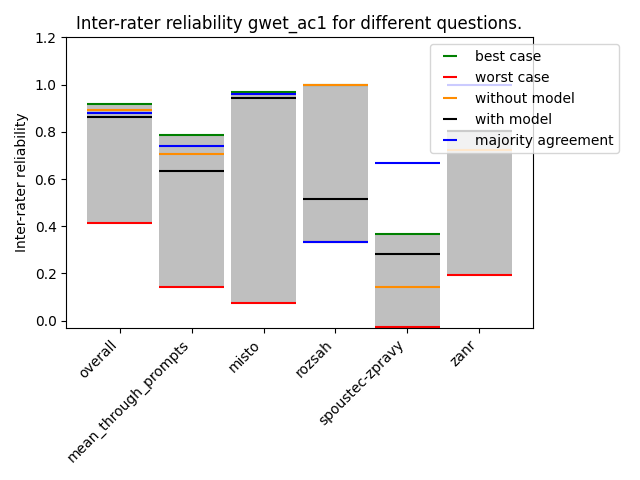 Inter-rater reliability gwet_ac1 for different questions.
Inter-rater reliability
1.2
1.0
0.8
0.6
0.4
0.2
0.0
best case
worst case
without model
with model
majority agreement
overall
mean_through_prompts
misto
rozsah
spoustec-zpravy
zanr